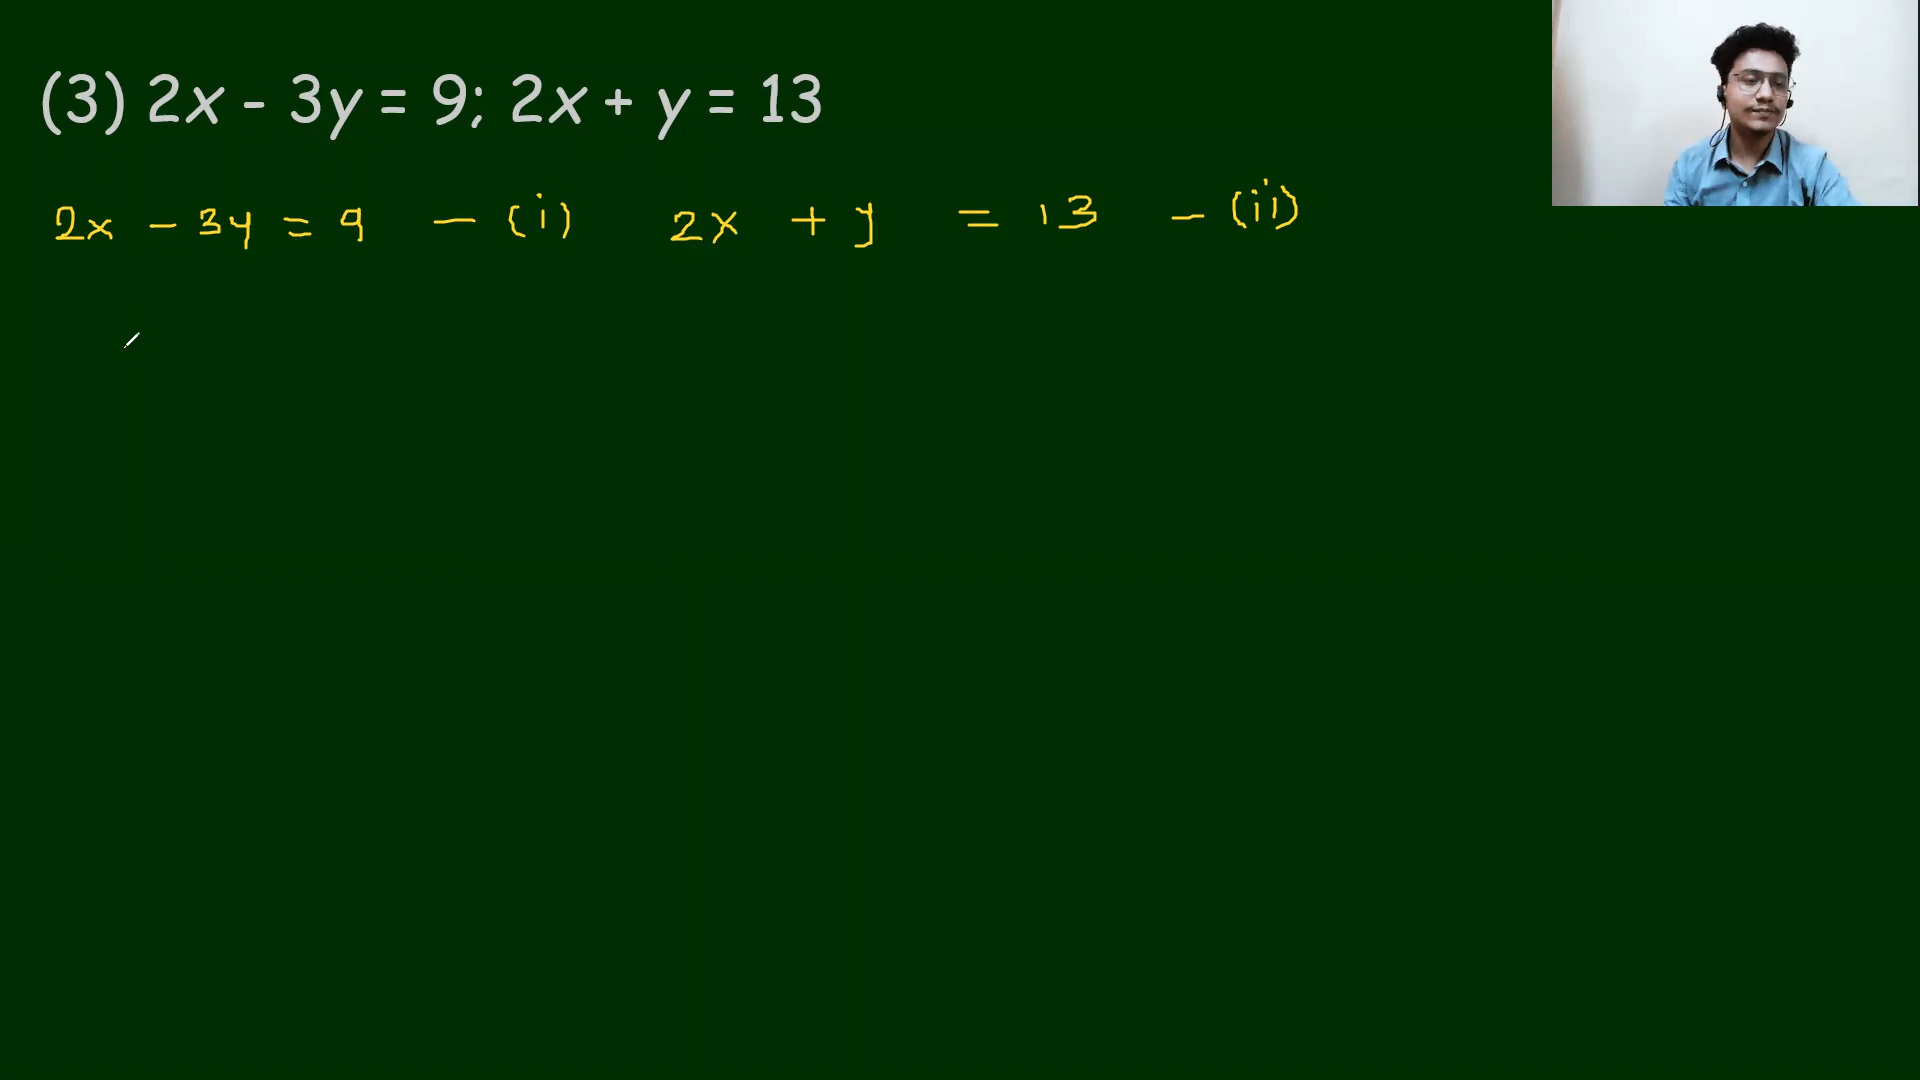 (3) 2x - 3y = 9; 2x + y = 13
2x - 3y = 9 - (i) 2x + y = 13 - (ii)